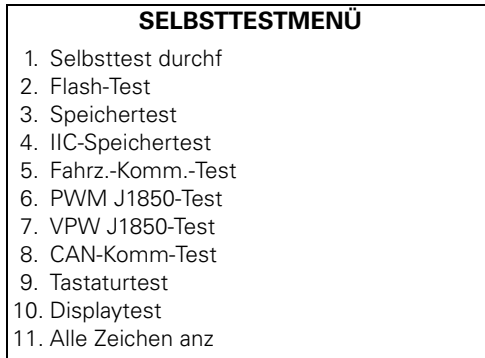 SELBSTTESTMENÜ
1. Selbsttest durchf
2. Flash-Test
3. Speichertest
4. IIC-Speichertest
5. Fahrz.-Komm.-Test
6. PWM J1850-Test
7. VPW J1850-Test
8. CAN-Komm-Test
9. Tastaturtest
10. Displaytest
11. Alle Zeichen anz